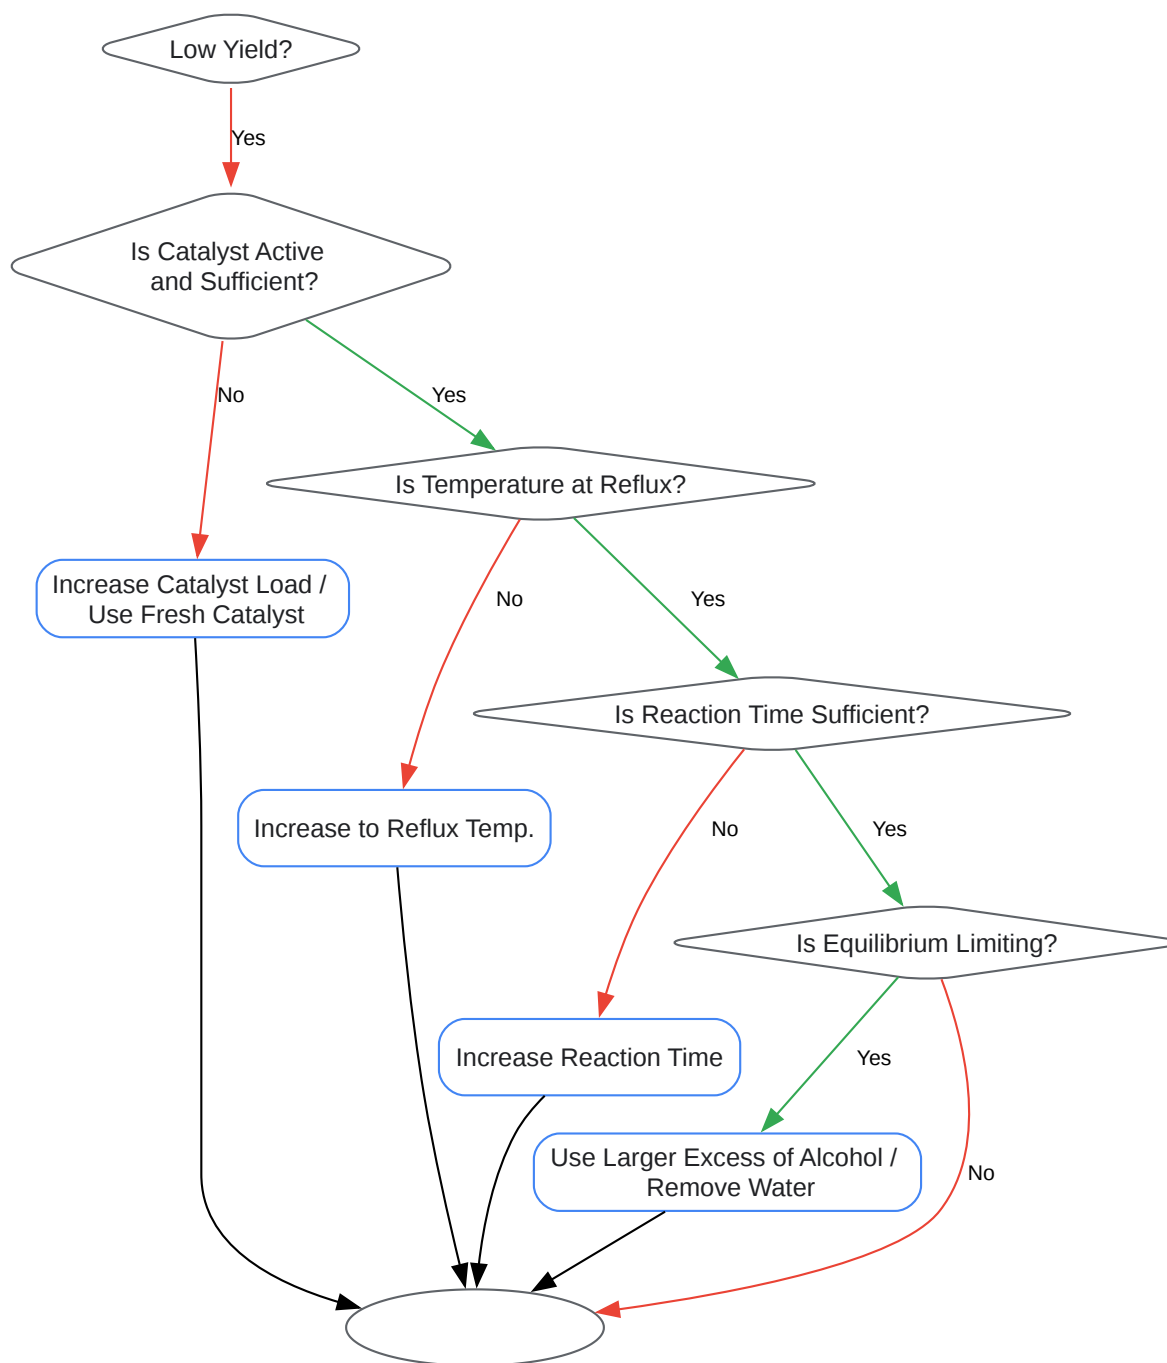 Low Yield?
Yes
Is Catalyst Active
and Sufficient?
No
Yes
Is Temperature at Reflux?
Increase Catalyst Load /
Use Fresh Catalyst
No
Yes
Is Reaction Time Sufficient?
Increase to Reflux Temp.
No
Yes
Is Equilibrium Limiting?
Increase Reaction Time
Yes
Use Larger Excess of Alcohol /
Remove Water
No